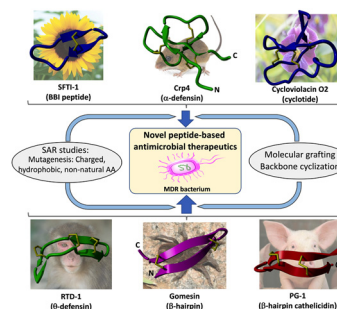 C
N
SFTI-1
(BBI peptide)
Crp4
(α-defensin)
Cycloviolacin O2
(cyclotide)
SAR studies:
Mutagenesis: Charged,
hydrophobic, non-natural AA
Novel peptide-based
antimicrobial therapeutics
MDR bacterium
Molecular grafting
Backbone cyclization
C
N
RTD-1
(θ-defensin)
Gomesin
(β-hairpin)
PG-1
(β-hairpin cathelicidin)